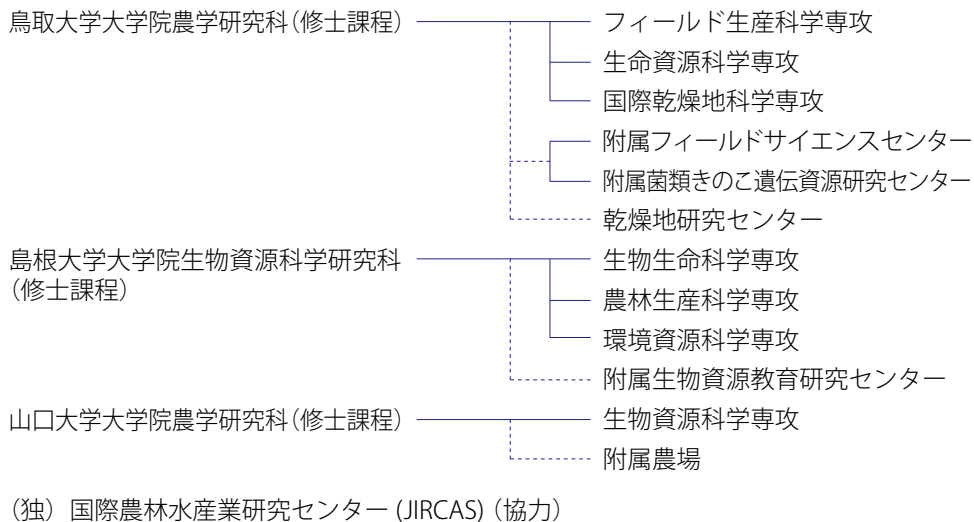 鳥取大学大学院農学研究科(修士課程)
フィールド生産科学専攻
生命資源科学専攻
国際乾燥地科学専攻
附属フィールドサイエンスセンター
附属菌類きのこ遺伝資源研究センター
乾燥地研究センター
島根大学大学院生物資源科学研究科
(修士課程)
生物生命科学専攻
農林生産科学専攻
環境資源科学専攻
附属生物資源教育研究センター
山口大学大学院農学研究科(修士課程)
生物資源科学専攻
附属農場
(独)国際農林水産業研究センター (JIRCAS)(協力)